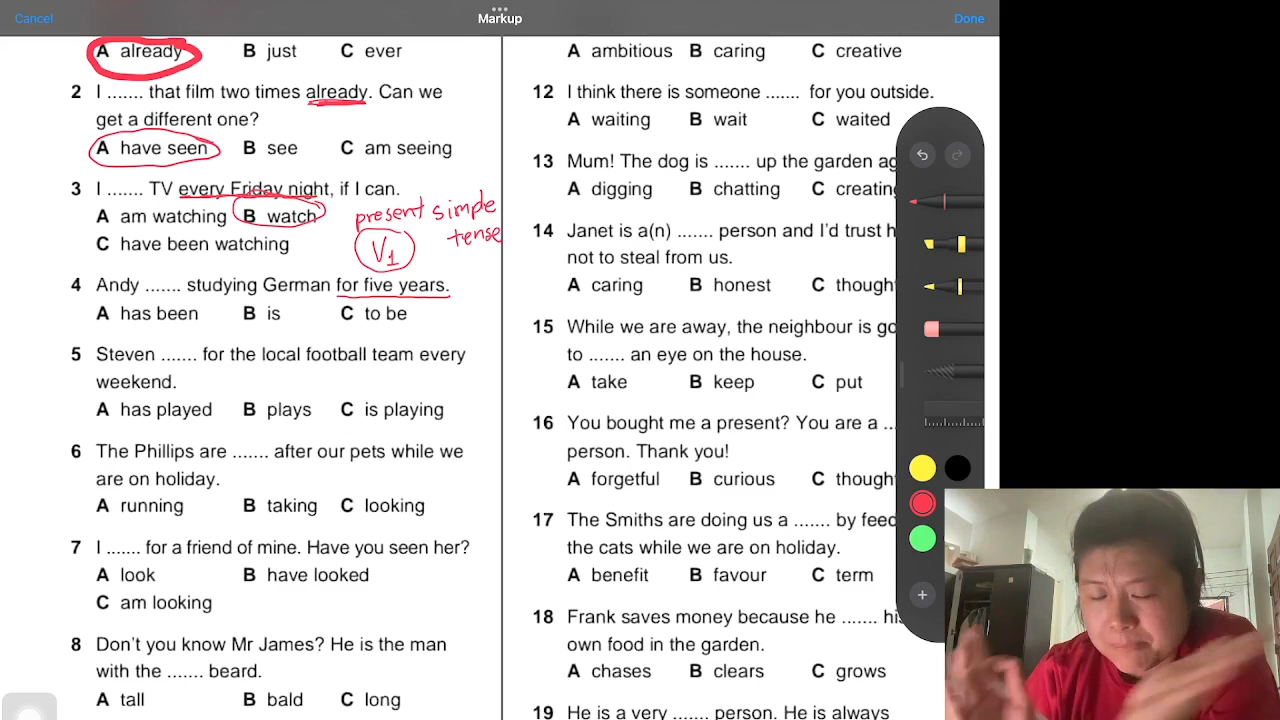 Cancel
Markup
Done
A already B just C ever
2 I ....... that film two times already. Can we
get a different one?
A have seen B see C am seeing
3 I ....... TV every Friday night, if I can.
A am watching B watch
C have been watching
present simple
tense
V1
4 Andy ....... studying German for five years.
A has been B is C to be
5 Steven ....... for the local football team every
weekend.
A has played B plays C is playing
6 The Phillips are ....... after our pets while we
are on holiday.
A running B taking C looking
7 I ....... for a friend of mine. Have you seen her?
A look B have looked
C am looking
8 Don't you know Mr James? He is the man
with the ....... beard.
A tall B bald C long
A ambitious B caring C creative
12 I think there is someone ....... for you outside.
A waiting B wait C waited
13 Mum! The dog is ....... up the garden ag
A digging B chatting C creating
14 Janet is a(n) ....... person and I'd trust h
not to steal from us.
A caring B honest C though
15 While we are away, the neighbour is go
to ....... an eye on the house.
A take B keep C put
16 You bought me a present? You are a ...
person. Thank you!
A forgetful B curious C though
17 The Smiths are doing us a ....... by feed
the cats while we are on holiday.
A benefit B favour C term
18 Frank saves money because he ....... his
own food in the garden.
A chases B clears C grows
19 He is a very ....... person. He is always